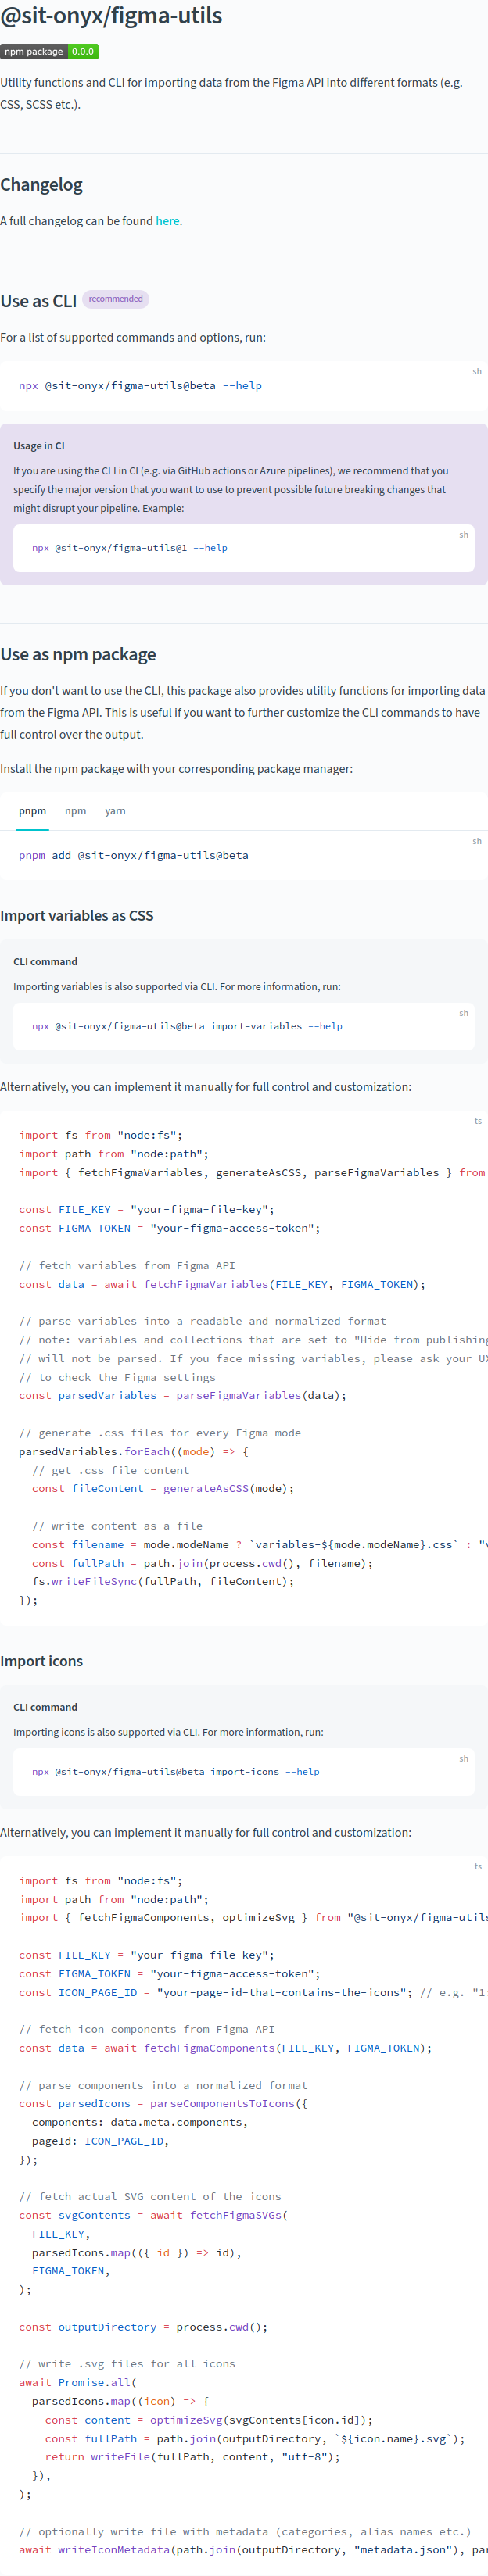 @sit-onyx/figma-utils
npm package 0.0.0
Utility functions and CLI for importing data from the Figma API into different formats (e.g.
CSS, SCSS etc.).
Changelog
A full changelog can be found here.
Use as CLI recommended
For a list of supported commands and options, run:
sh
npx @sit-onyx/figma-utils@beta --help
Usage in CI
If you are using the CLI in CI (e.g. via GitHub actions or Azure pipelines), we recommend that you
specify the major version that you want to use to prevent possible future breaking changes that
might disrupt your pipeline. Example:
sh
npx @sit-onyx/figma-utils@1 --help
Use as npm package
If you don't want to use the CLI, this package also provides utility functions for importing data
from the Figma API. This is useful if you want to further customize the CLI commands to have
full control over the output.
Install the npm package with your corresponding package manager:
pnpm npm yarn
sh
pnpm add @sit-onyx/figma-utils@beta
Import variables as CSS
CLI command
Importing variables is also supported via CLI. For more information, run:
sh
npx @sit-onyx/figma-utils@beta import-variables --help
Alternatively, you can implement it manually for full control and customization:
ts
import fs from "node:fs";
import path from "node:path";
import { fetchFigmaVariables, generateAsCSS, parseFigmaVariables } from
const FILE_KEY = "your-figma-file-key";
const FIGMA_TOKEN = "your-figma-access-token";
// fetch variables from Figma API
const data = await fetchFigmaVariables(FILE_KEY, FIGMA_TOKEN);
// parse variables into a readable and normalized format
// note: variables and collections that are set to "Hide from publishing
// will not be parsed. If you face missing variables, please ask your UX
// to check the Figma settings
const parsedVariables = parseFigmaVariables(data);
// generate .css files for every Figma mode
parsedVariables.forEach((mode) => {
// get .css file content
const fileContent = generateAsCSS(mode);
// write content as a file
const filename = mode.modeName ? `variables-${mode.modeName}.css` : "v
const fullPath = path.join(process.cwd(), filename);
fs.writeFileSync(fullPath, fileContent);
});
Import icons
CLI command
Importing icons is also supported via CLI. For more information, run:
sh
npx @sit-onyx/figma-utils@beta import-icons --help
Alternatively, you can implement it manually for full control and customization:
ts
import fs from "node:fs";
import path from "node:path";
import { fetchFigmaComponents, optimizeSvg } from "@sit-onyx/figma-utils
const FILE_KEY = "your-figma-file-key";
const FIGMA_TOKEN = "your-figma-access-token";
const ICON_PAGE_ID = "your-page-id-that-contains-the-icons"; // e.g. "1:
// fetch icon components from Figma API
const data = await fetchFigmaComponents(FILE_KEY, FIGMA_TOKEN);
// parse components into a normalized format
const parsedIcons = parseComponentsToIcons({
components: data.meta.components,
pageId: ICON_PAGE_ID,
});
// fetch actual SVG content of the icons
const svgContents = await fetchFigmaSVGs(
FILE_KEY,
parsedIcons.map(({ id }) => id),
FIGMA_TOKEN,
);
const outputDirectory = process.cwd();
// write .svg files for all icons
await Promise.all(
parsedIcons.map((icon) => {
const content = optimizeSvg(svgContents[icon.id]);
const fullPath = path.join(outputDirectory, `${icon.name}.svg`);
return writeFile(fullPath, content, "utf-8");
}),
);
// optionally write file with metadata (categories, alias names etc.)
await writeIconMetadata(path.join(outputDirectory, "metadata.json"), par